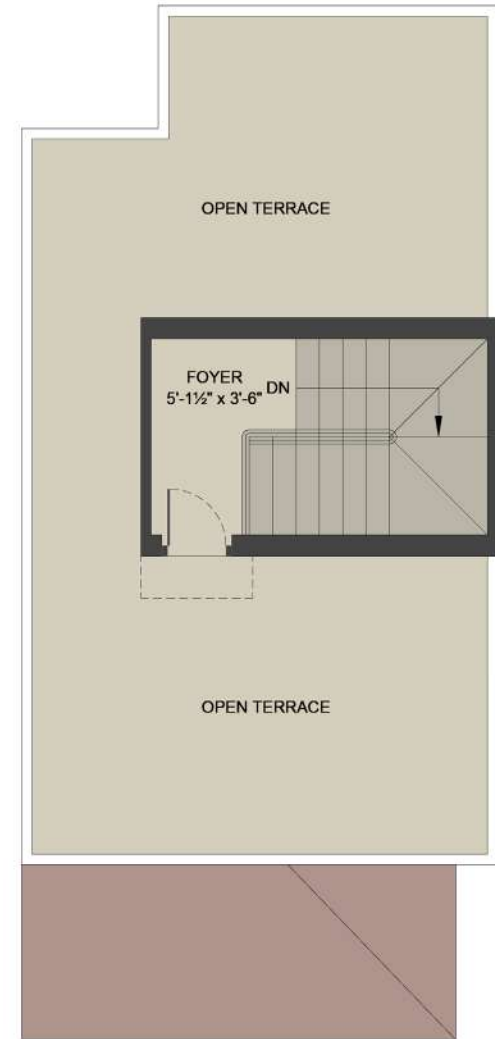 OPEN TERRACE
FOYER
5'-1½" x 3'-6"
DN
OPEN TERRACE